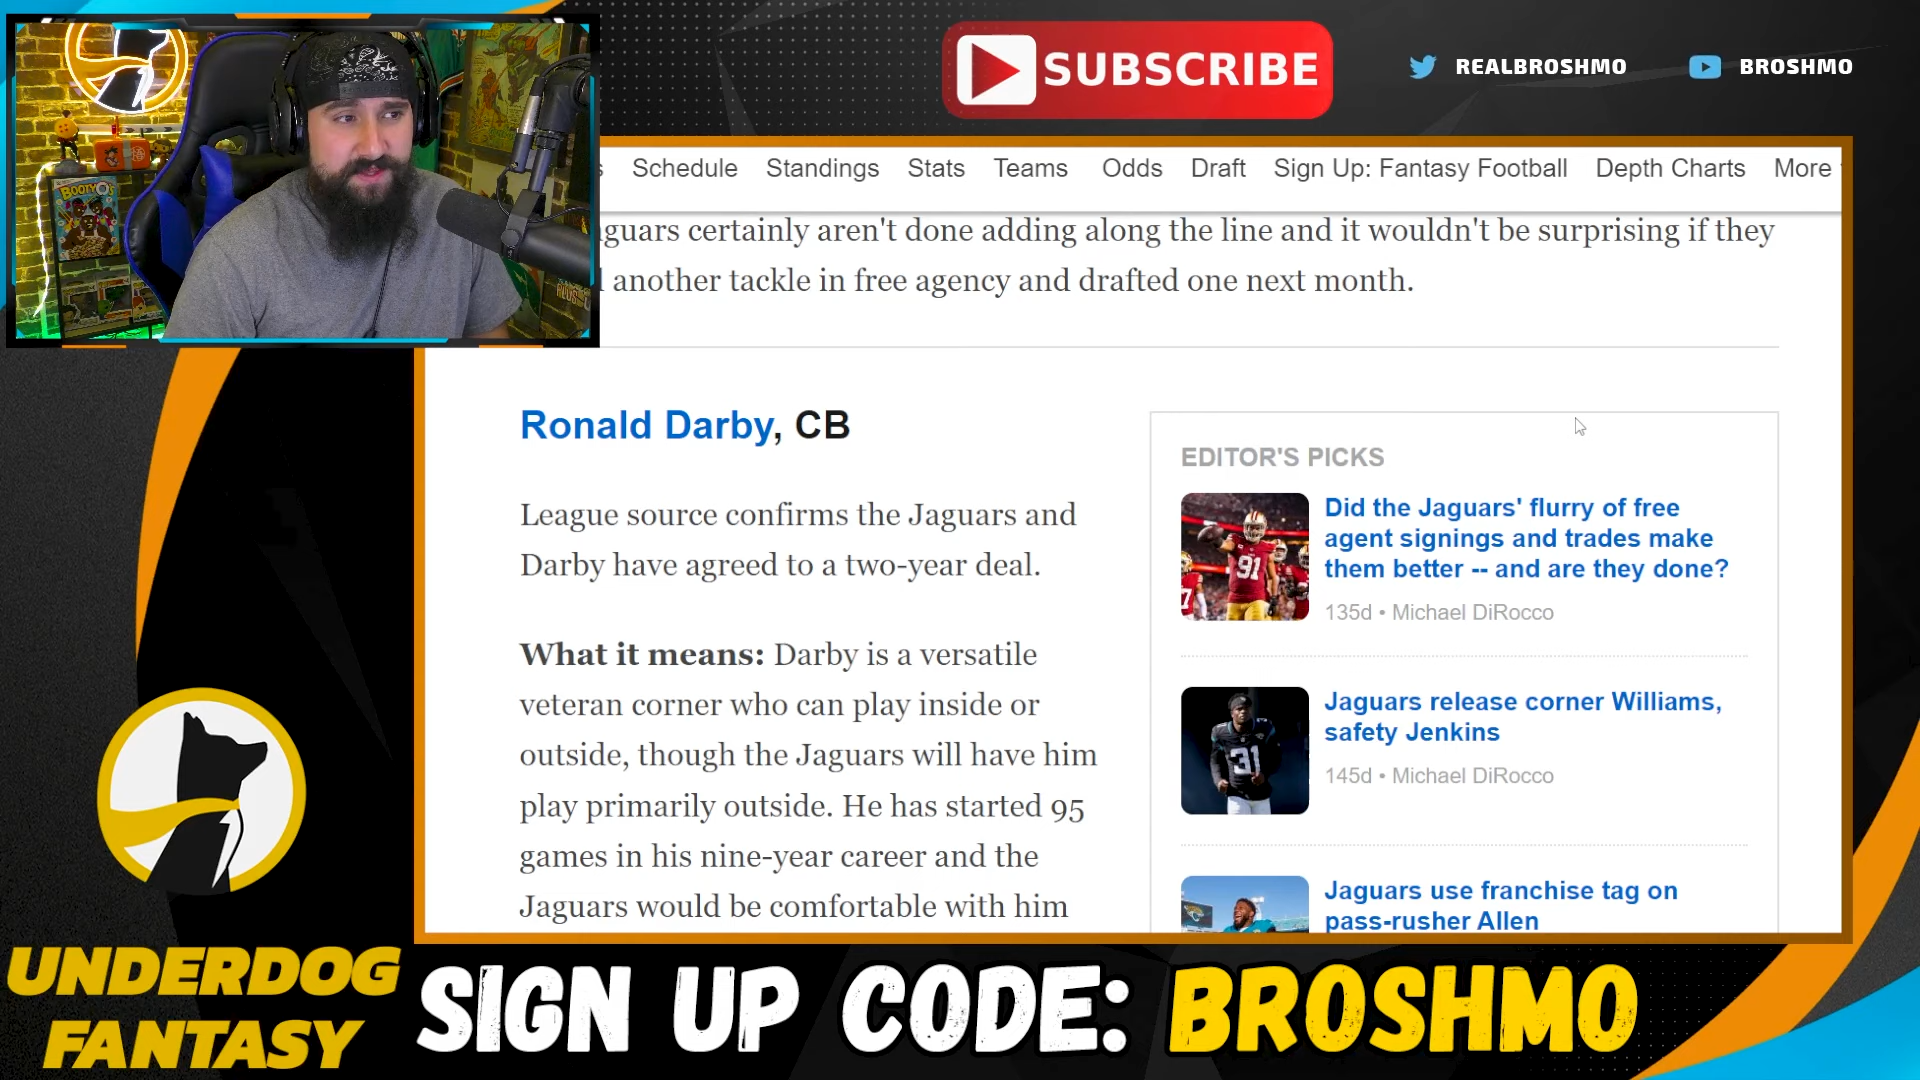 SUBSCRIBE
REALBROSHMO
BROSHMO
Schedule Standings Stats Teams Odds Draft Sign Up: Fantasy Football Depth Charts More
guars certainly aren't done adding along the line and it wouldn't be surprising if they
another tackle in free agency and drafted one next month.
BOOTY O's
Ronald Darby, CB
League source confirms the Jaguars and
Darby have agreed to a two-year deal.
What it means: Darby is a versatile
veteran corner who can play inside or
outside, though the Jaguars will have him
play primarily outside. He has started 95
games in his nine-year career and the
Jaguars would be comfortable with him
EDITOR'S PICKS
Did the Jaguars' flurry of free
agent signings and trades make
them better -- and are they done?
135d • Michael DiRocco
91
Jaguars release corner Williams,
safety Jenkins
145d • Michael DiRocco
31
Jaguars use franchise tag on
pass-rusher Allen
UNDERDOG
FANTASY
SIGN UP CODE: BROSHMO